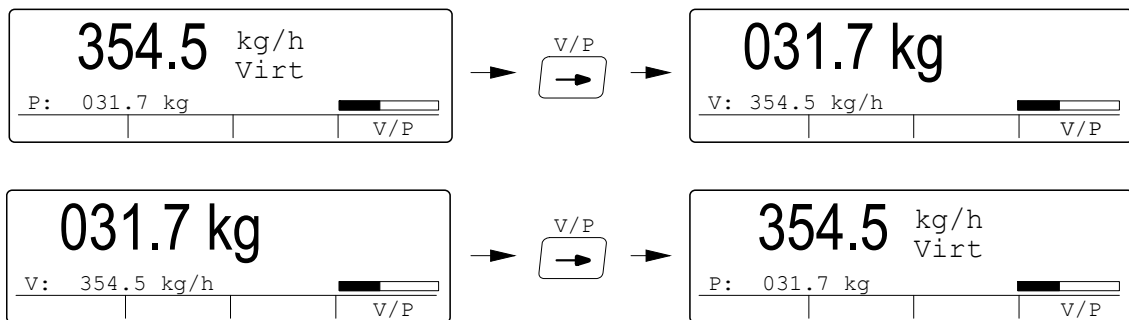 354.5 kg/h
Virt
P: 031.7 kg
V/P
V/P
031.7 kg
V: 354.5 kg/h
V/P
031.7 kg
V: 354.5 kg/h
V/P
V/P
354.5 kg/h
Virt
P: 031.7 kg
V/P